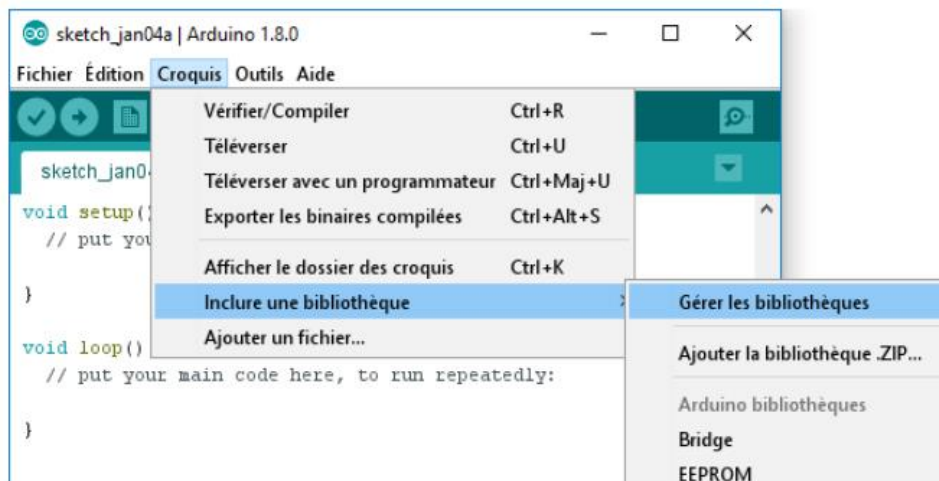 sketch_jan04a | Arduino 1.8.0
Fichier Édition Croquis Outils Aide
Vérifier/Compiler Ctrl+R
Téléverser Ctrl+U
Téléverser avec un programmateur Ctrl+Maj+U
Exporter les binaires compilées Ctrl+Alt+S
Afficher le dossier des croquis Ctrl+K
Inclure une bibliothèque
Ajouter un fichier...
Gérer les bibliothèques
Ajouter la bibliothèque .ZIP...
Arduino bibliothèques
Bridge
EEPROM
sketch_jan0
void setup()
// put you
}
void loop()
// put your main code here, to run repeatedly:
}